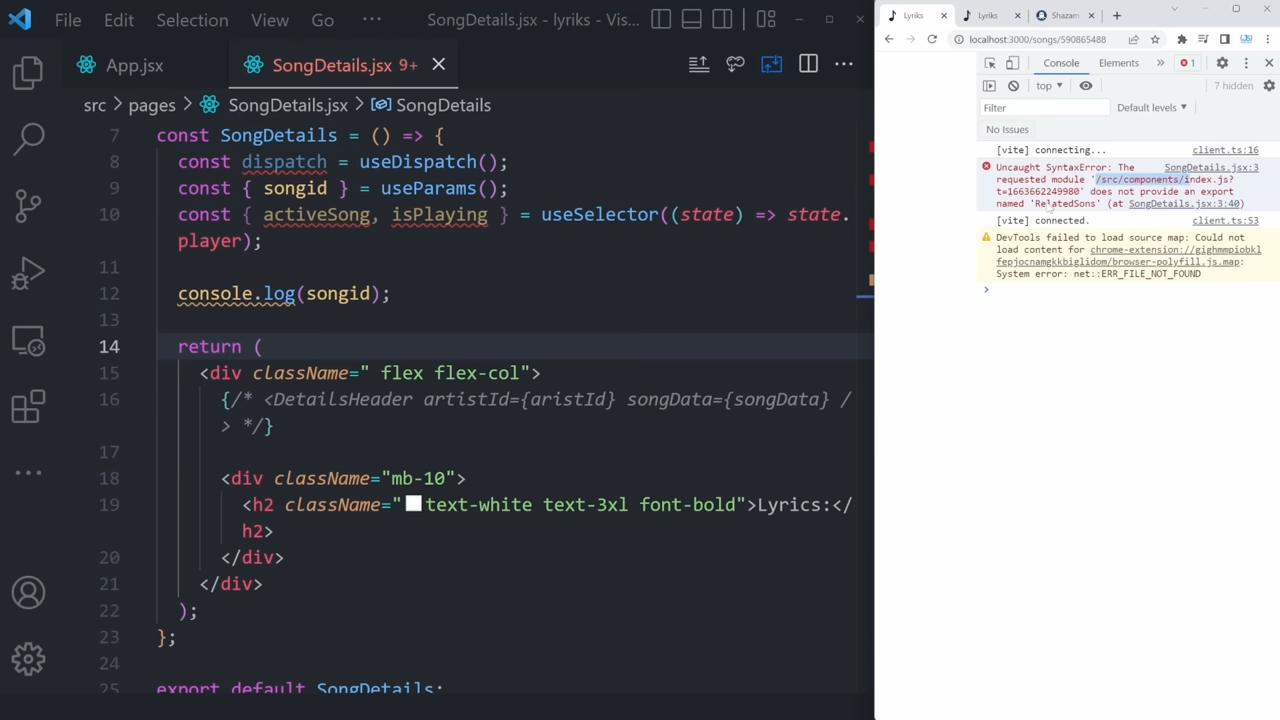 File Edit Selection View Go ··· SongDetails.jsx - lyriks - Vis...
App.jsx
SongDetails.jsx 9+
src > pages > SongDetails.jsx > SongDetails
7 const SongDetails = () => {
8 const dispatch = useDispatch();
9 const { songid } = useParams();
10 const { activeSong, isPlaying } = useSelector((state) => state.
player);
11
12 console.log(songid);
13
14 return (
15 <div className=" flex flex-col">
16 {/* <DetailsHeader artistId={aristId} songData={songData} /
> */}
17
18 <div className="mb-10">
19 <h2 className="text-white text-3xl font-bold">Lyrics:</
h2>
20 </div>
21 </div>
22 );
23 };
24
25 export default SongDetails;
Lyriks
Lyriks
Shazam
localhost:3000/songs/590865488
Console Elements » 1
top
7 hidden
Filter
Default levels
No Issues
[vite] connecting... client.ts:16
Uncaught SyntaxError: The SongDetails.jsx:3
requested module '/src/components/index.js?
t=1663662249980' does not provide an export
named 'RelatedSons' (at SongDetails.jsx:3:40)
[vite] connected. client.ts:53
DevTools failed to load source map: Could not
load content for chrome-extension://gighmmpiobkl
fepjocnamgkkbiglidom/browser-polyfill.js.map:
System error: net::ERR_FILE_NOT_FOUND
>